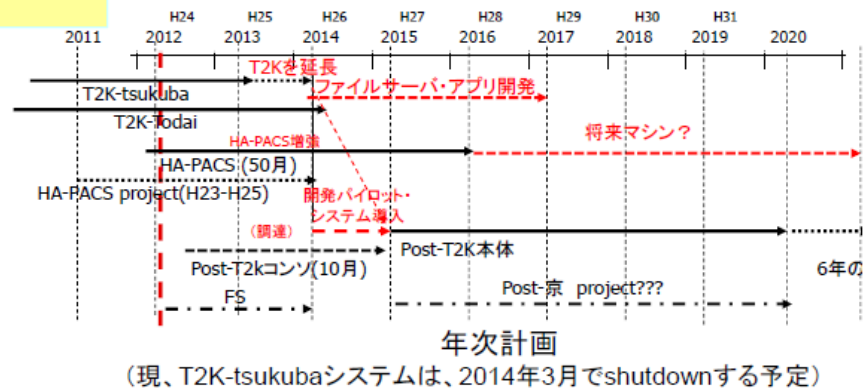 H24 H25 H26 H27 H28 H29 H30 H31
2011 2012 2013 2014 2015 2016 2017 2018 2019 2020
T2Kを延長
ファイルサーバ・アプリ開発
T2K-tsukuba
T2K-Todai
HA-PACS増強
将来マシン？
HA-PACS (50月)
HA-PACS project(H23-H25)
開発パイロット・
システム導入
(調達)
Post-T2K本体
Post-T2kコンソ(10月)
6年の
FS
Post-京 project???
年次計画
（現、T2K-tsukubaシステムは、2014年3月でshutdownする予定）